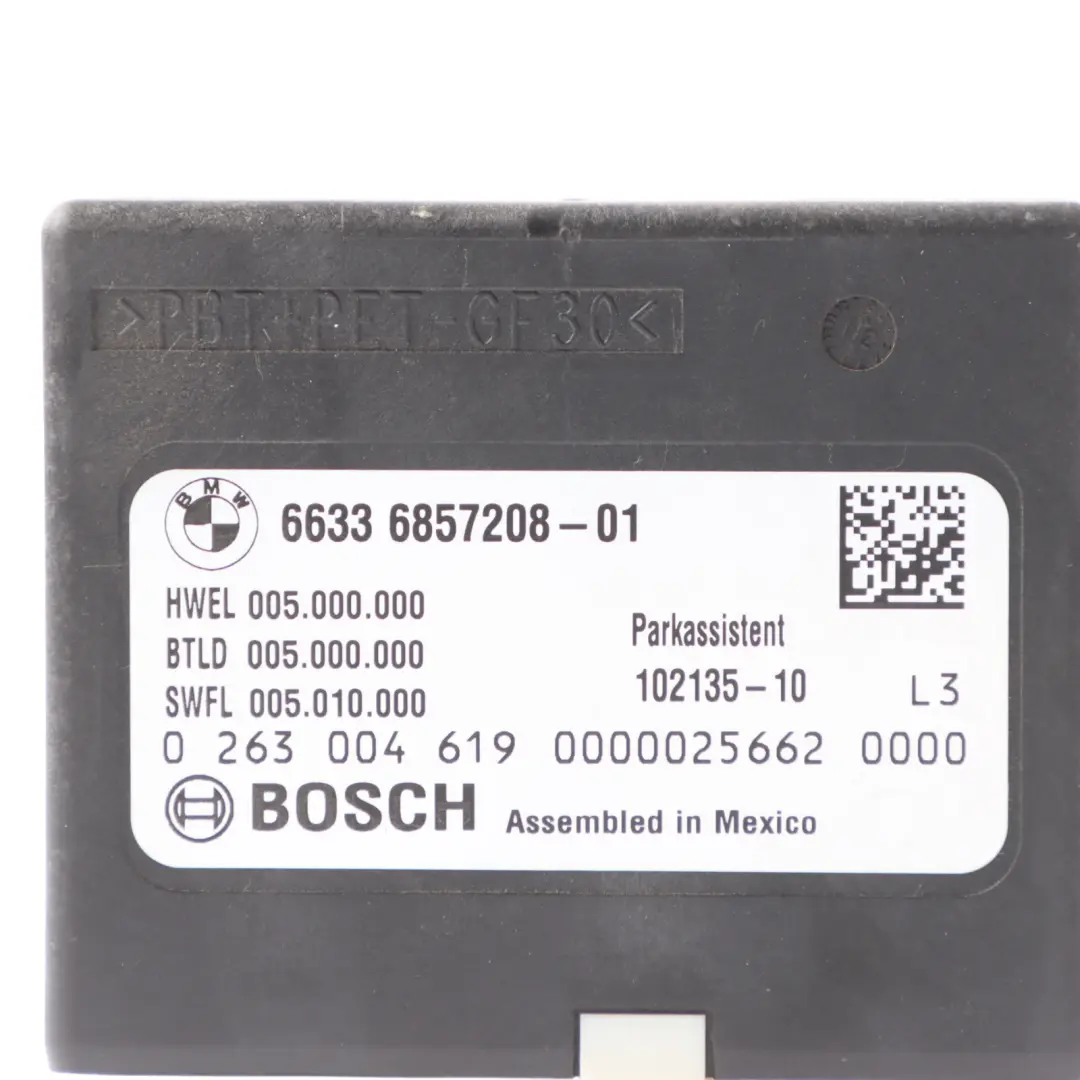 >PBT+PET-GF30<
BMW
6633 6857208-01
HWEL 005.000.000
BTLD 005.000.000
SWFL 005.010.000
Parkassistent
102135-10 L3
0 263 004 619 0000025662 0000
BOSCH Assembled in Mexico